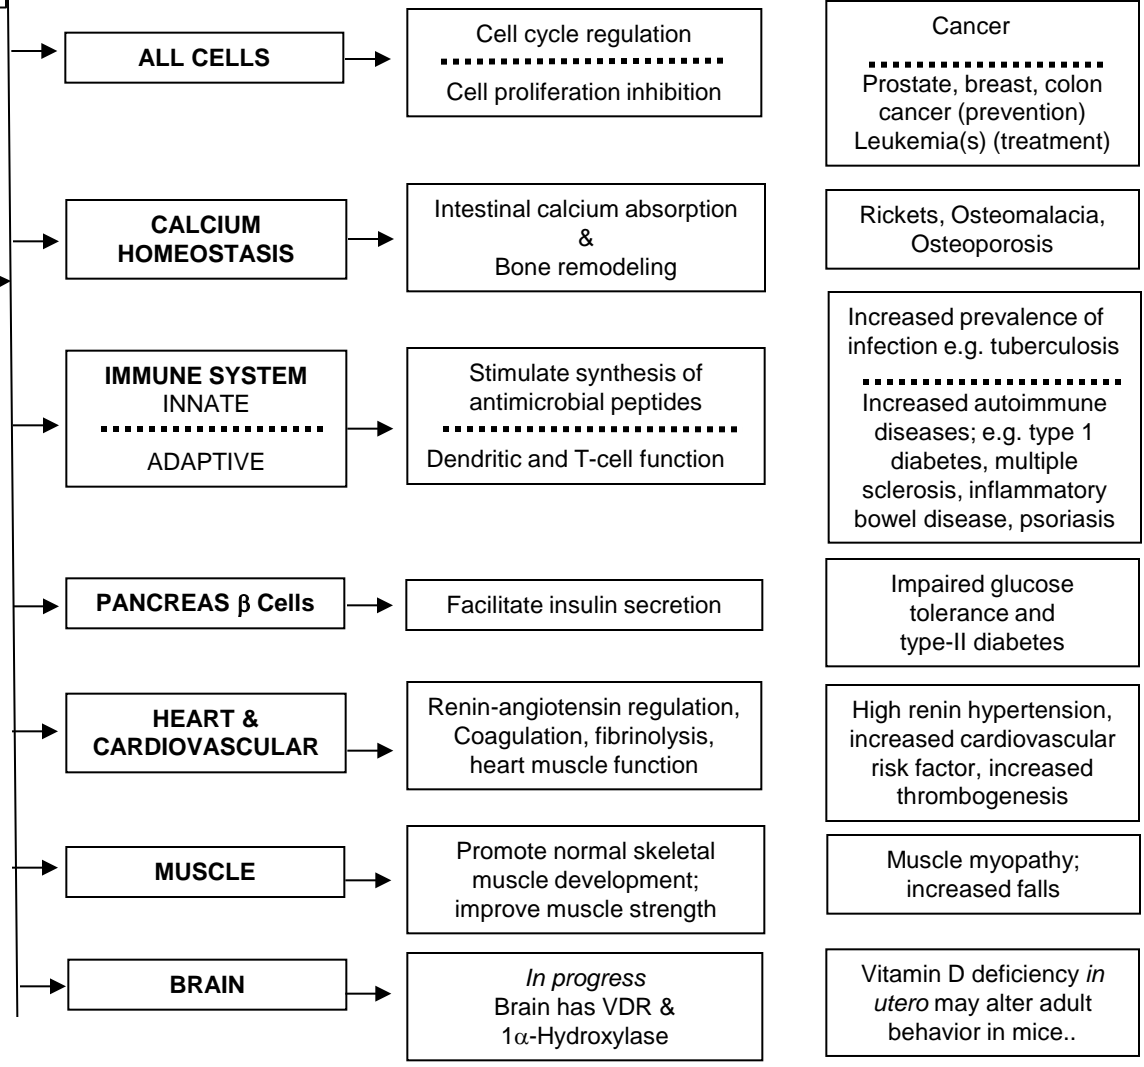 ALL CELLS
Cell cycle regulation
Cell proliferation inhibition
Cancer
Prostate, breast, colon
cancer (prevention)
Leukemia(s) (treatment)
CALCIUM
HOMEOSTASIS
Intestinal calcium absorption
&
Bone remodeling
Rickets, Osteomalacia,
Osteoporosis
IMMUNE SYSTEM
INNATE
ADAPTIVE
Stimulate synthesis of
antimicrobial peptides
Dendritic and T-cell function
Increased prevalence of
infection e.g. tuberculosis
Increased autoimmune
diseases; e.g. type 1
diabetes, multiple
sclerosis, inflammatory
bowel disease, psoriasis
PANCREAS β Cells
Facilitate insulin secretion
Impaired glucose
tolerance and
type-II diabetes
HEART &
CARDIOVASCULAR
Renin-angiotensin regulation,
Coagulation, fibrinolysis,
heart muscle function
High renin hypertension,
increased cardiovascular
risk factor, increased
thrombogenesis
MUSCLE
Promote normal skeletal
muscle development;
improve muscle strength
Muscle myopathy;
increased falls
BRAIN
In progress
Brain has VDR &
1α-Hydroxylase
Vitamin D deficiency in
utero may alter adult
behavior in mice..